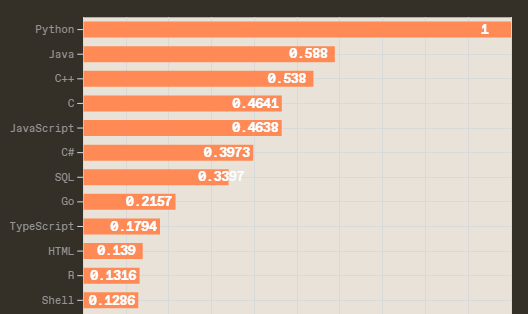 Python 1
Java 0.588
C++ 0.538
C 0.4641
JavaScript 0.4638
C# 0.3973
SQL 0.3397
Go 0.2157
TypeScript 0.1794
HTML 0.139
R 0.1316
Shell 0.1286